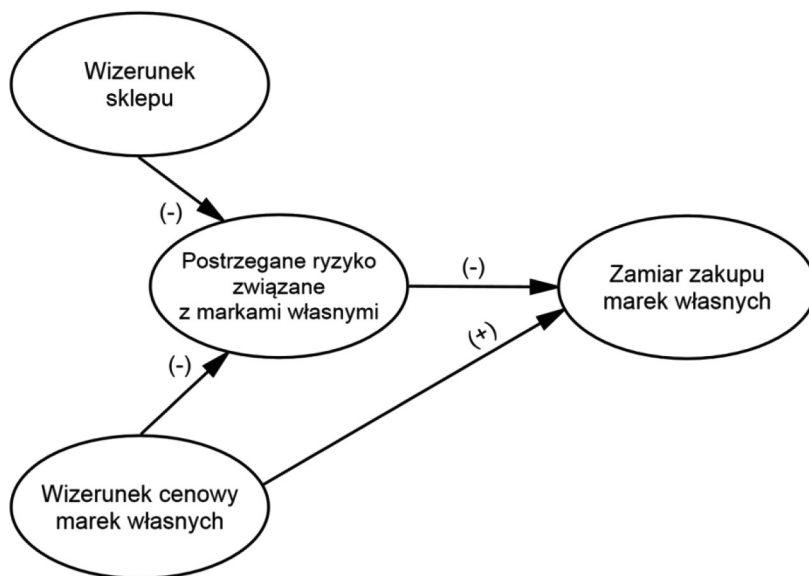 Wizerunek
sklepu
(-)
Postrzegane ryzyko
związane
z markami własnymi
(-)
Zamiar zakupu
marek własnych
(+)
(-)
Wizerunek cenowy
marek własnych